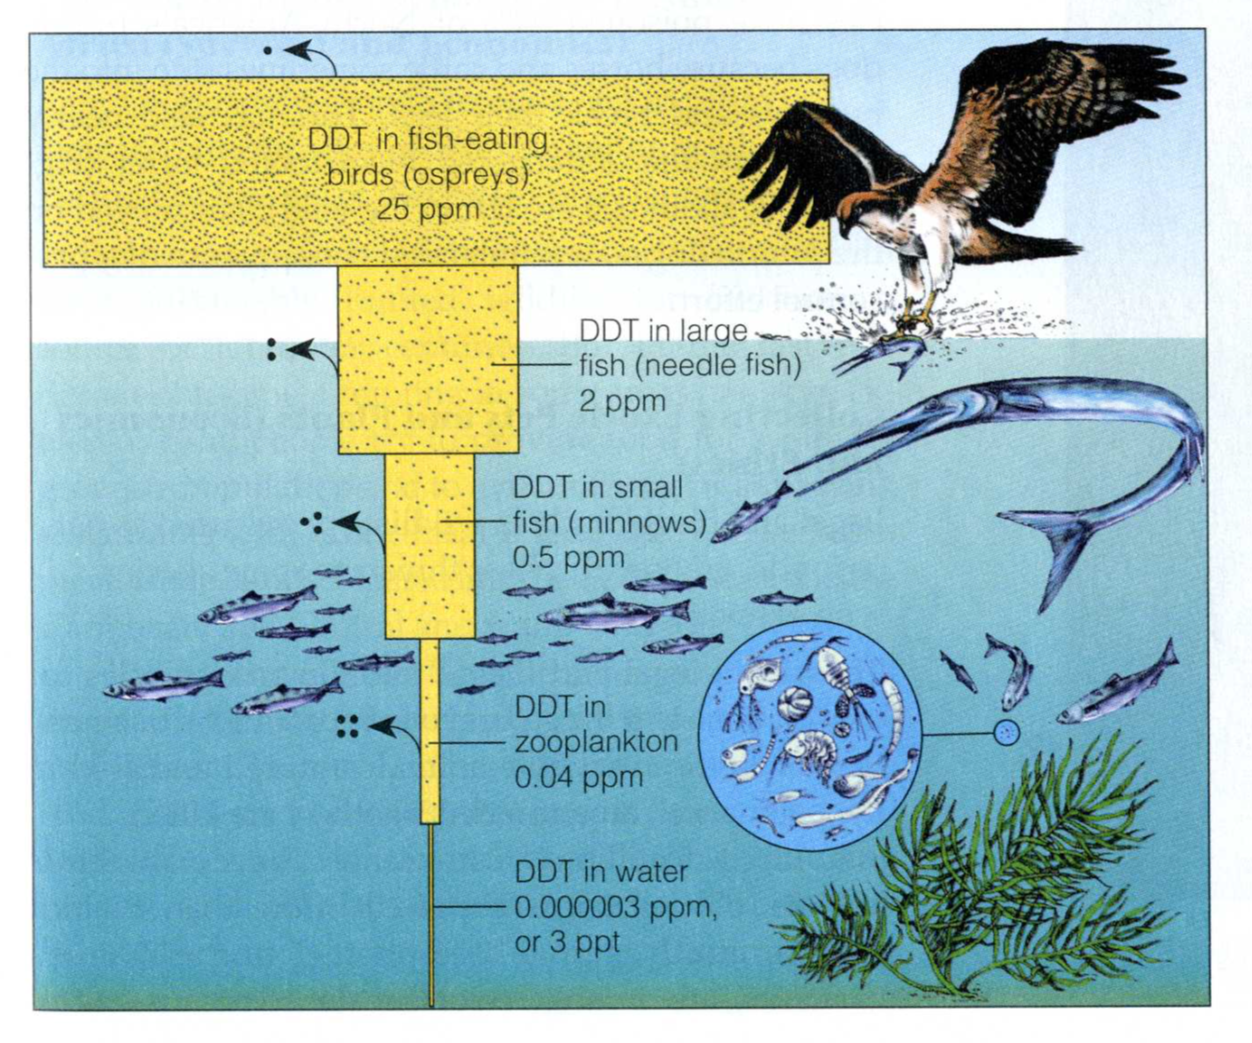 DDT in fish-eating
birds (ospreys)
25 ppm
DDT in large
fish (needle fish)
2 ppm
DDT in small
fish (minnows)
0.5 ppm
DDT in
zooplankton
0.04 ppm
DDT in water
0.000003 ppm,
or 3 ppt